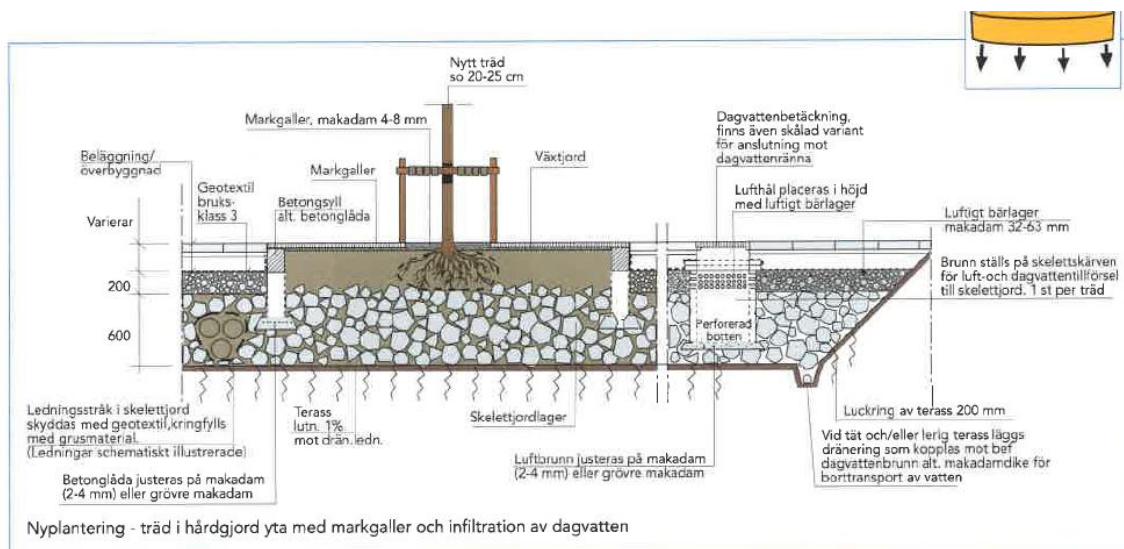 Nytt träd
so 20-25 cm
Markgaller, makadam 4-8 mm
Dagvattenbetäckning,
finns även skålad variant
för anslutning mot
dagvattenränna
Beläggning/
överbyggnad
Markgaller
Växtjord
Geotextil
bruks-
klass 3
Betongsyll
alt. betonglåda
Lufthål placeras i höjd
med luftigt bärlager
Luftigt bärlager
makadam 32-63 mm
Varierar
Brunn ställs på skelettskärven
för luft-och dagvattentillförsel
till skelettjord. 1 st per träd
200
600
Perforerad
botten
Ledningsstråk i skelettjord
skyddas med geotextil,kringfylls
med grusmaterial.
(Ledningar schematiskt illustrerade)
Terass
lutn. 1%
mot drän.ledn.
Skelettjordlager
Luckring av terass 200 mm
Luftbrunn justeras på makadam
(2-4 mm) eller grövre makadam
Vid tät och/eller lerig terass läggs
dränering som kopplas mot bef
dagvattenbrunn alt. makadamdike för
borttransport av vatten
Betonglåda justeras på makadam
(2-4 mm) eller grövre makadam
Nyplantering - träd i hårdgjord yta med markgaller och infiltration av dagvatten